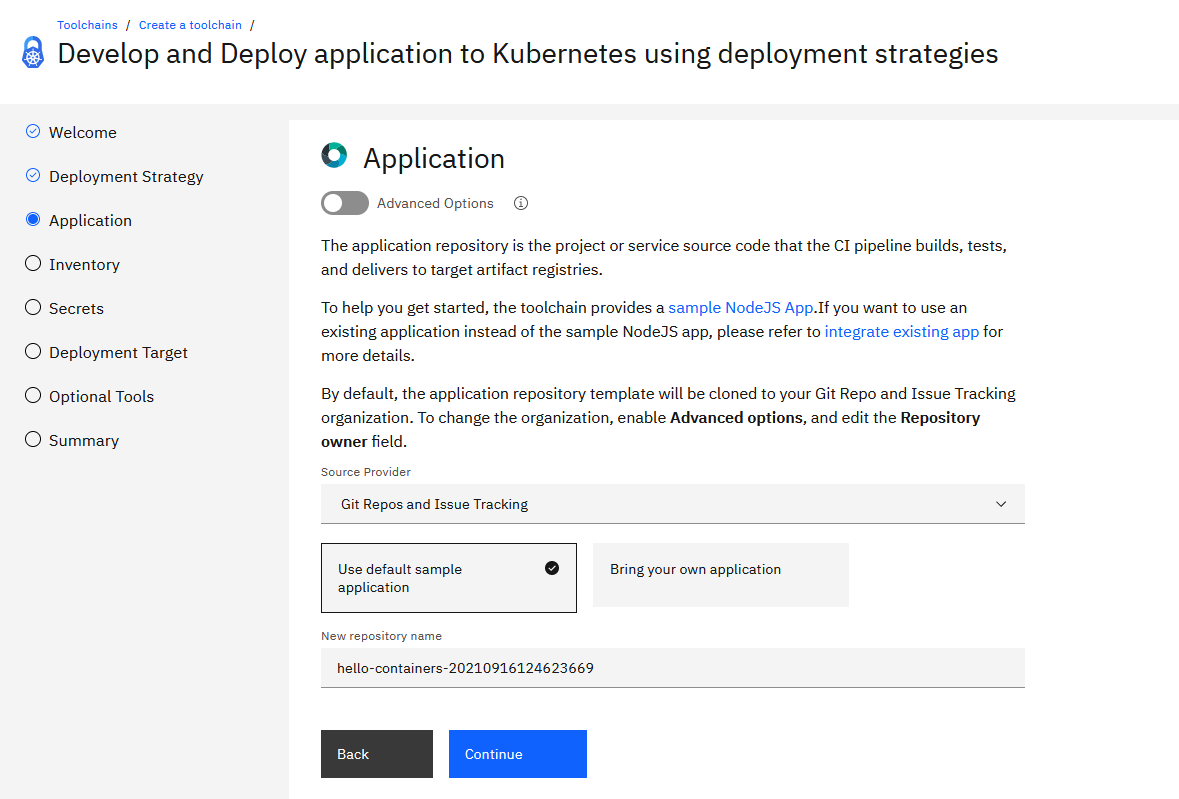 Toolchains / Create a toolchain /
Develop and Deploy application to Kubernetes using deployment strategies
Welcome
Deployment Strategy
Application
Inventory
Secrets
Deployment Target
Optional Tools
Summary
Application
Advanced Options
The application repository is the project or service source code that the CI pipeline builds, tests,
and delivers to target artifact registries.
To help you get started, the toolchain provides a sample NodeJS App.If you want to use an
existing application instead of the sample NodeJS app, please refer to integrate existing app for
more details.
By default, the application repository template will be cloned to your Git Repo and Issue Tracking
organization. To change the organization, enable Advanced options, and edit the Repository
owner field.
Source Provider
Git Repos and Issue Tracking
Use default sample
application
Bring your own application
New repository name
hello-containers-20210916124623669
Back
Continue